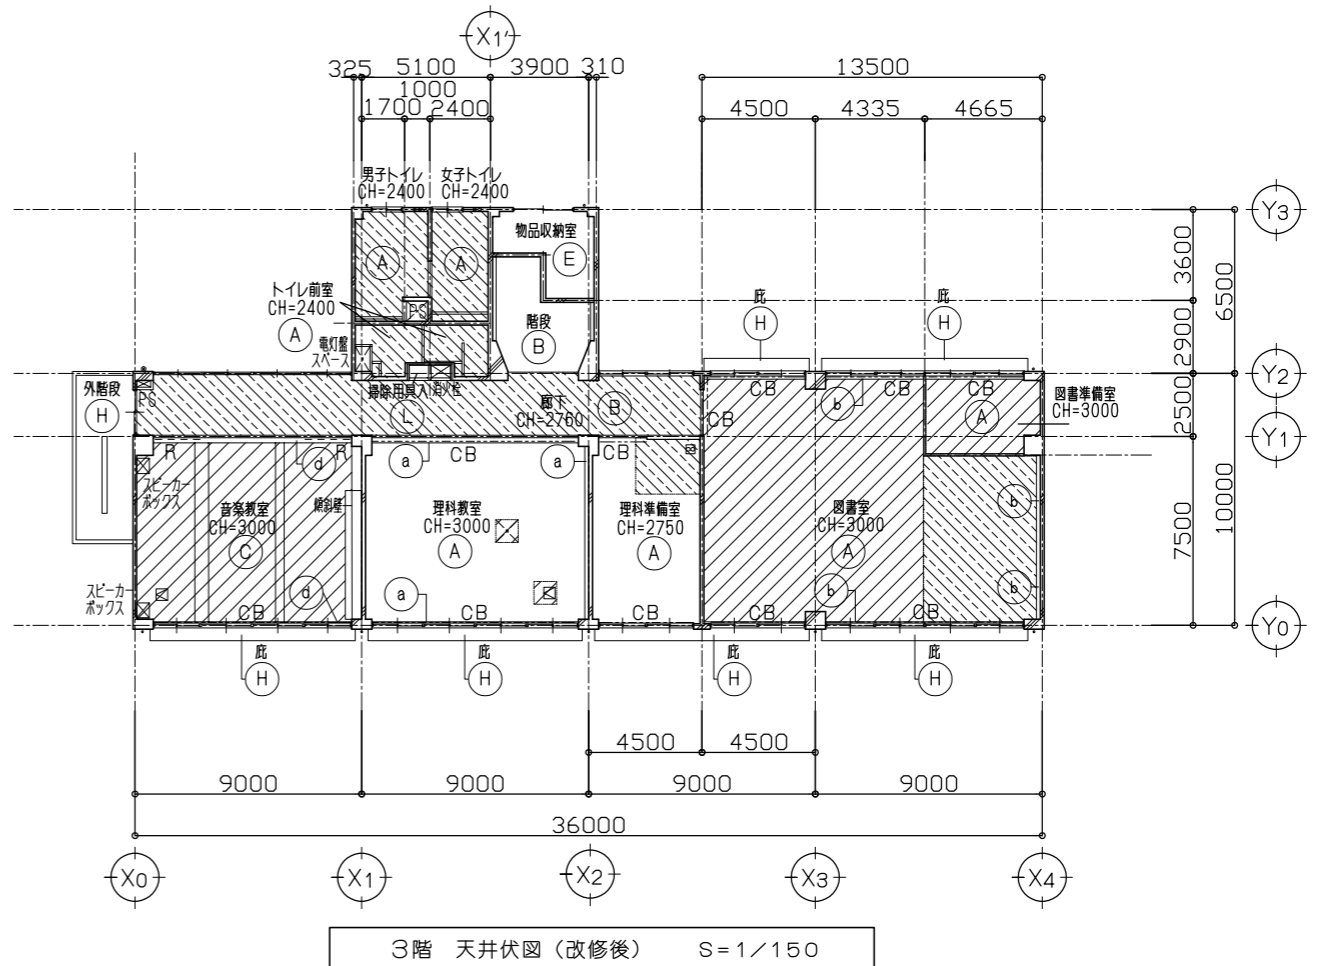 X1'
325 5100 3900 310
13500
1000
1700 2400
4500 4335 4665
男子トイレ
CH=2400
女子トイレ
CH=2400
Y3
物品収納室
E
A
A
3600
6500
トイレ前室
CH=2400
A
PS
階段
B
庇
H
庇
H
2900
電灯盤
スペース
Y2
外階段
H
PS
掃除用具入
消火栓
L
廊下
CH=2760
B
CB
CB
CB
CB
b
A
図書準備室
CH=3000
2500
Y1
R
R
d
a
CB
a
CB
スピーカー
ボックス
音楽教室
CH=3000
C
傾斜壁
理科教室
CH=3000
A
理科準備室
CH=2750
A
図書室
CH=3000
A
b
7500
10000
スピーカー
ボックス
d
a
b
b
CB
CB
CB
CB
Y0
庇
H
庇
H
庇
H
庇
H
4500 4500
9000 9000 9000 9000
36000
X0 X1 X2 X3 X4
3階 天井伏図（改修後） S=1/150